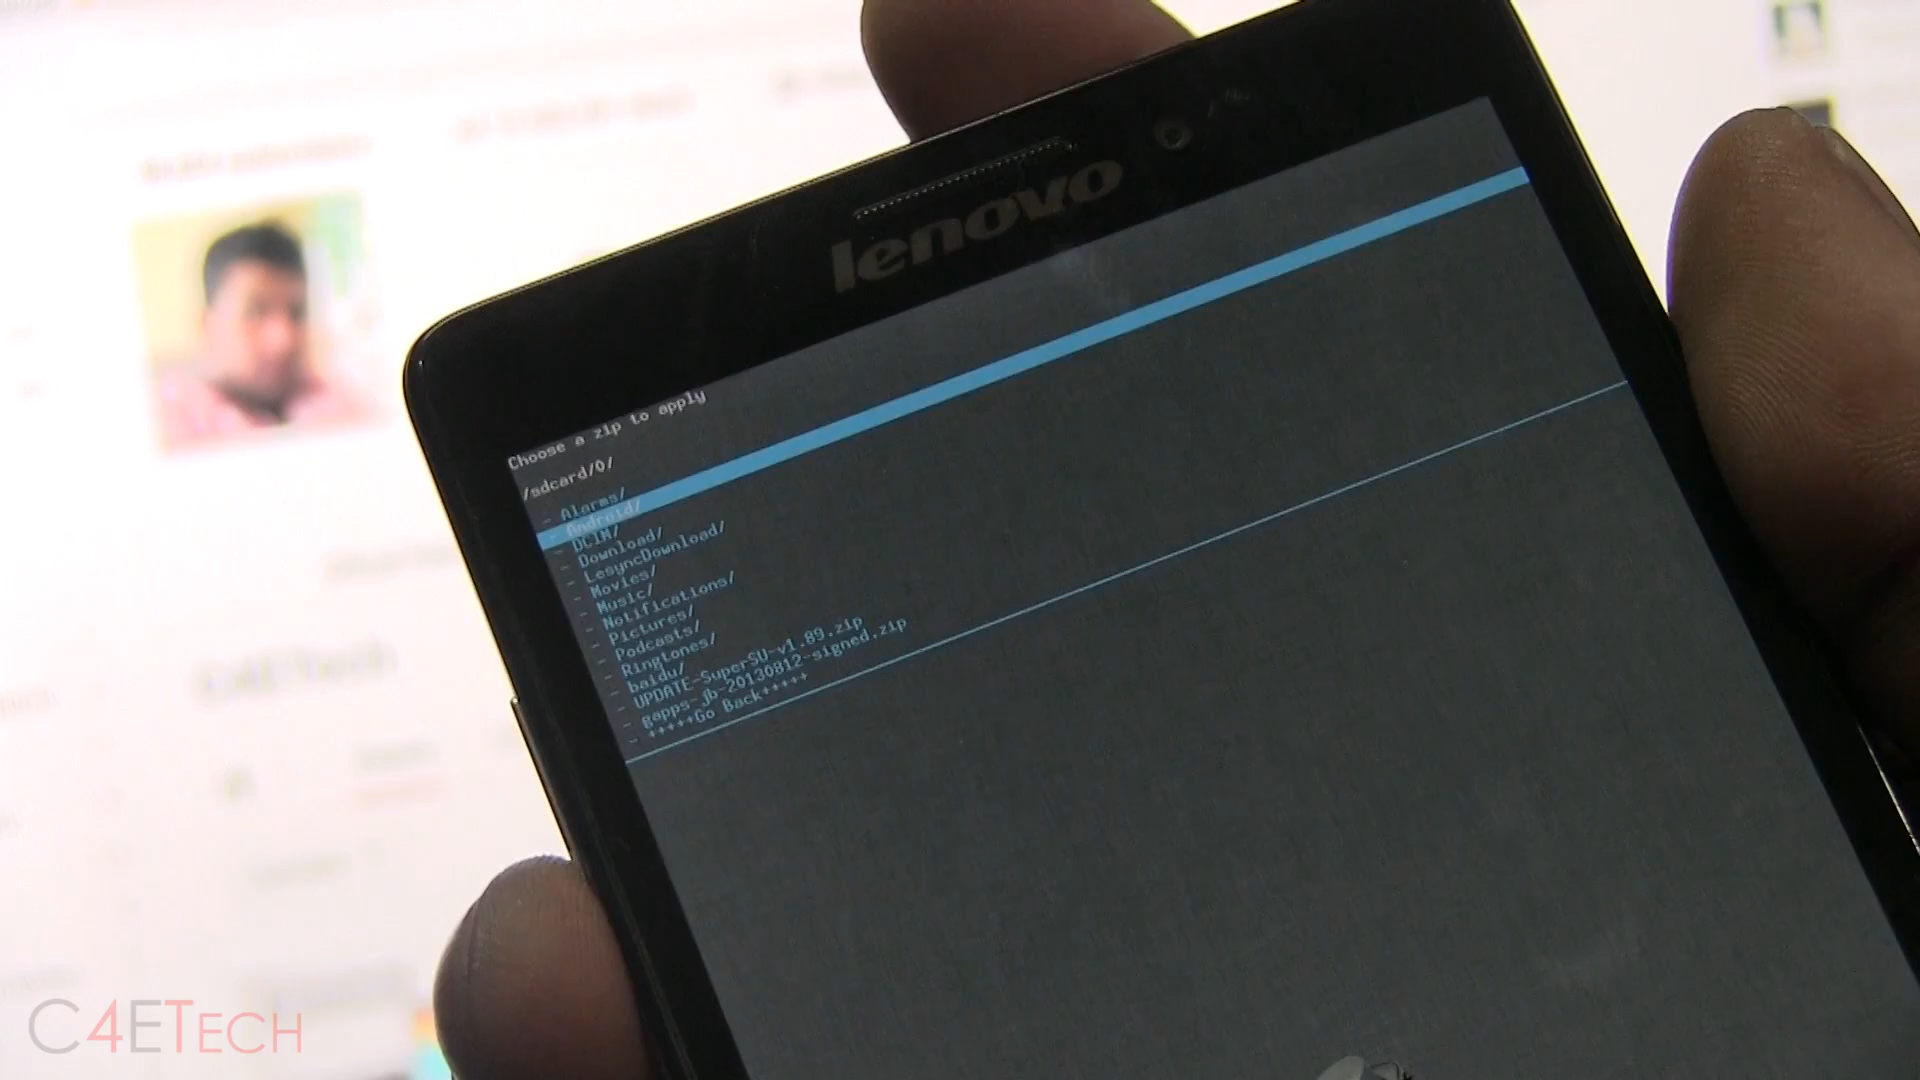 lenovo
Choose a zip to apply
/sdcard/0/
- Alarms/
- Android/
- DCIM/
- Download/
- LesyncDownload/
- Movies/
- Music/
- Notifications/
- Pictures/
- Podcasts/
- Ringtones/
- baidu/
- UPDATE-SuperSU-v1.89.zip
- gapps-jb-20130812-signed.zip
- +++++Go Back+++++
C4ETech
C4ETECH